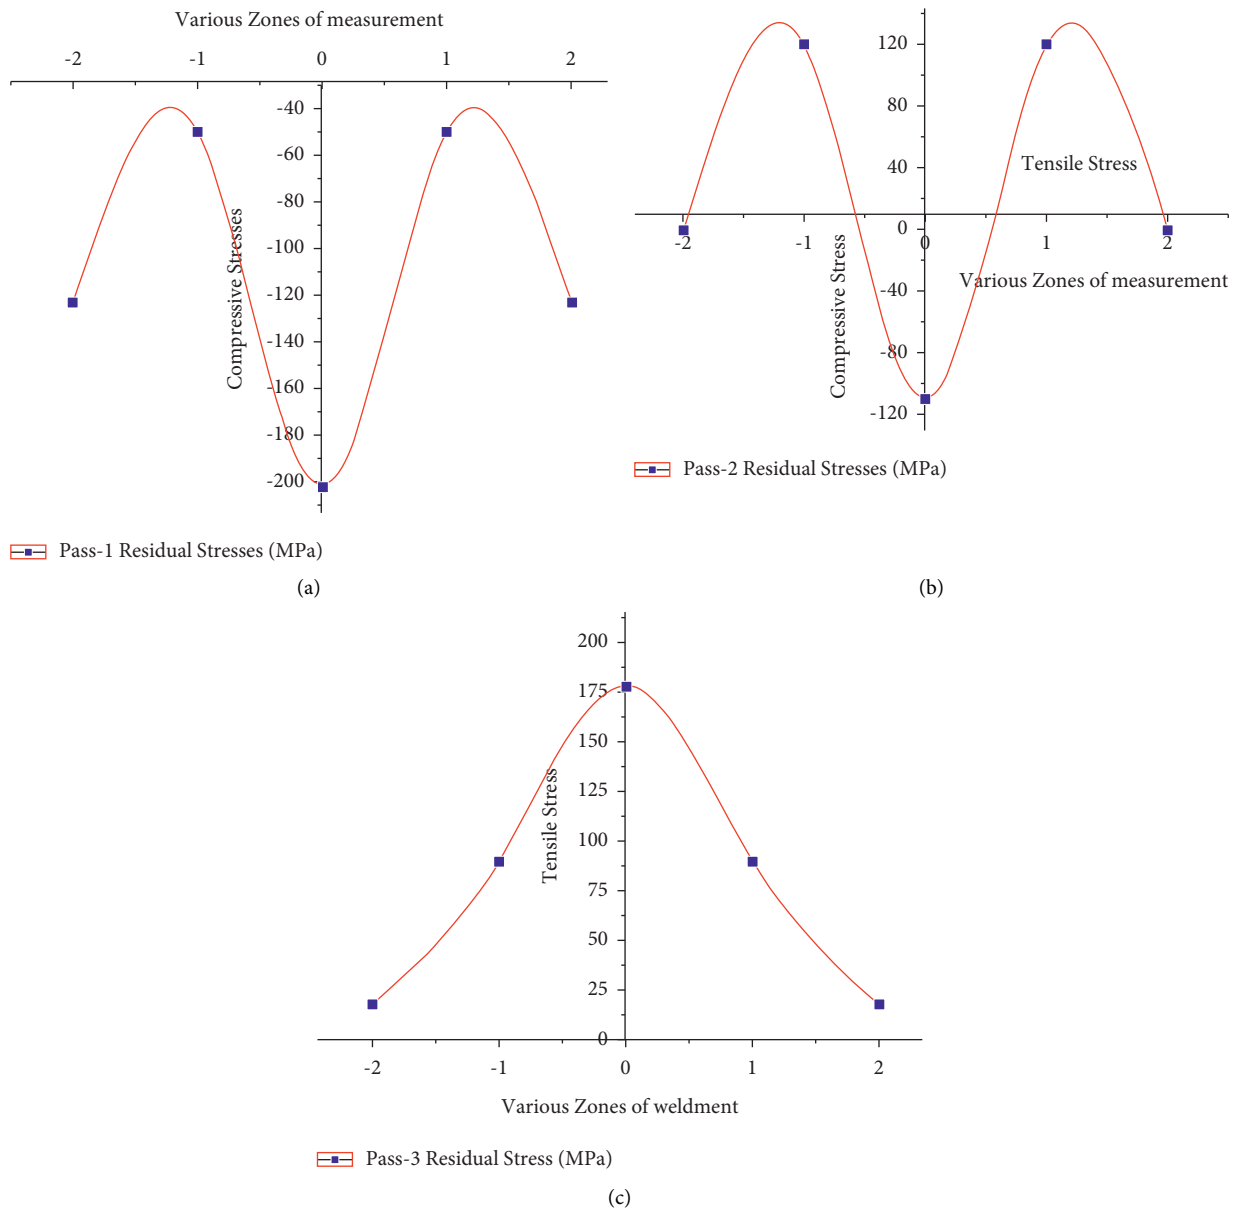 Various Zones of measurement
-2 -1 0 1 2
-40
-60
-80
-100
-120
-140
-160
-180
-200
Compressive Stresses
Pass-1 Residual Stresses (MPa)
(a)
120
80
40
0
-40
-80
-120
Tensile Stress
-2 -1 0 1 2
Various Zones of measurement
Compressive Stress
Pass-2 Residual Stresses (MPa)
(b)
200
175
150
125
100
75
50
25
0
Tensile Stress
-2 -1 0 1 2
Various Zones of weldment
Pass-3 Residual Stress (MPa)
(c)